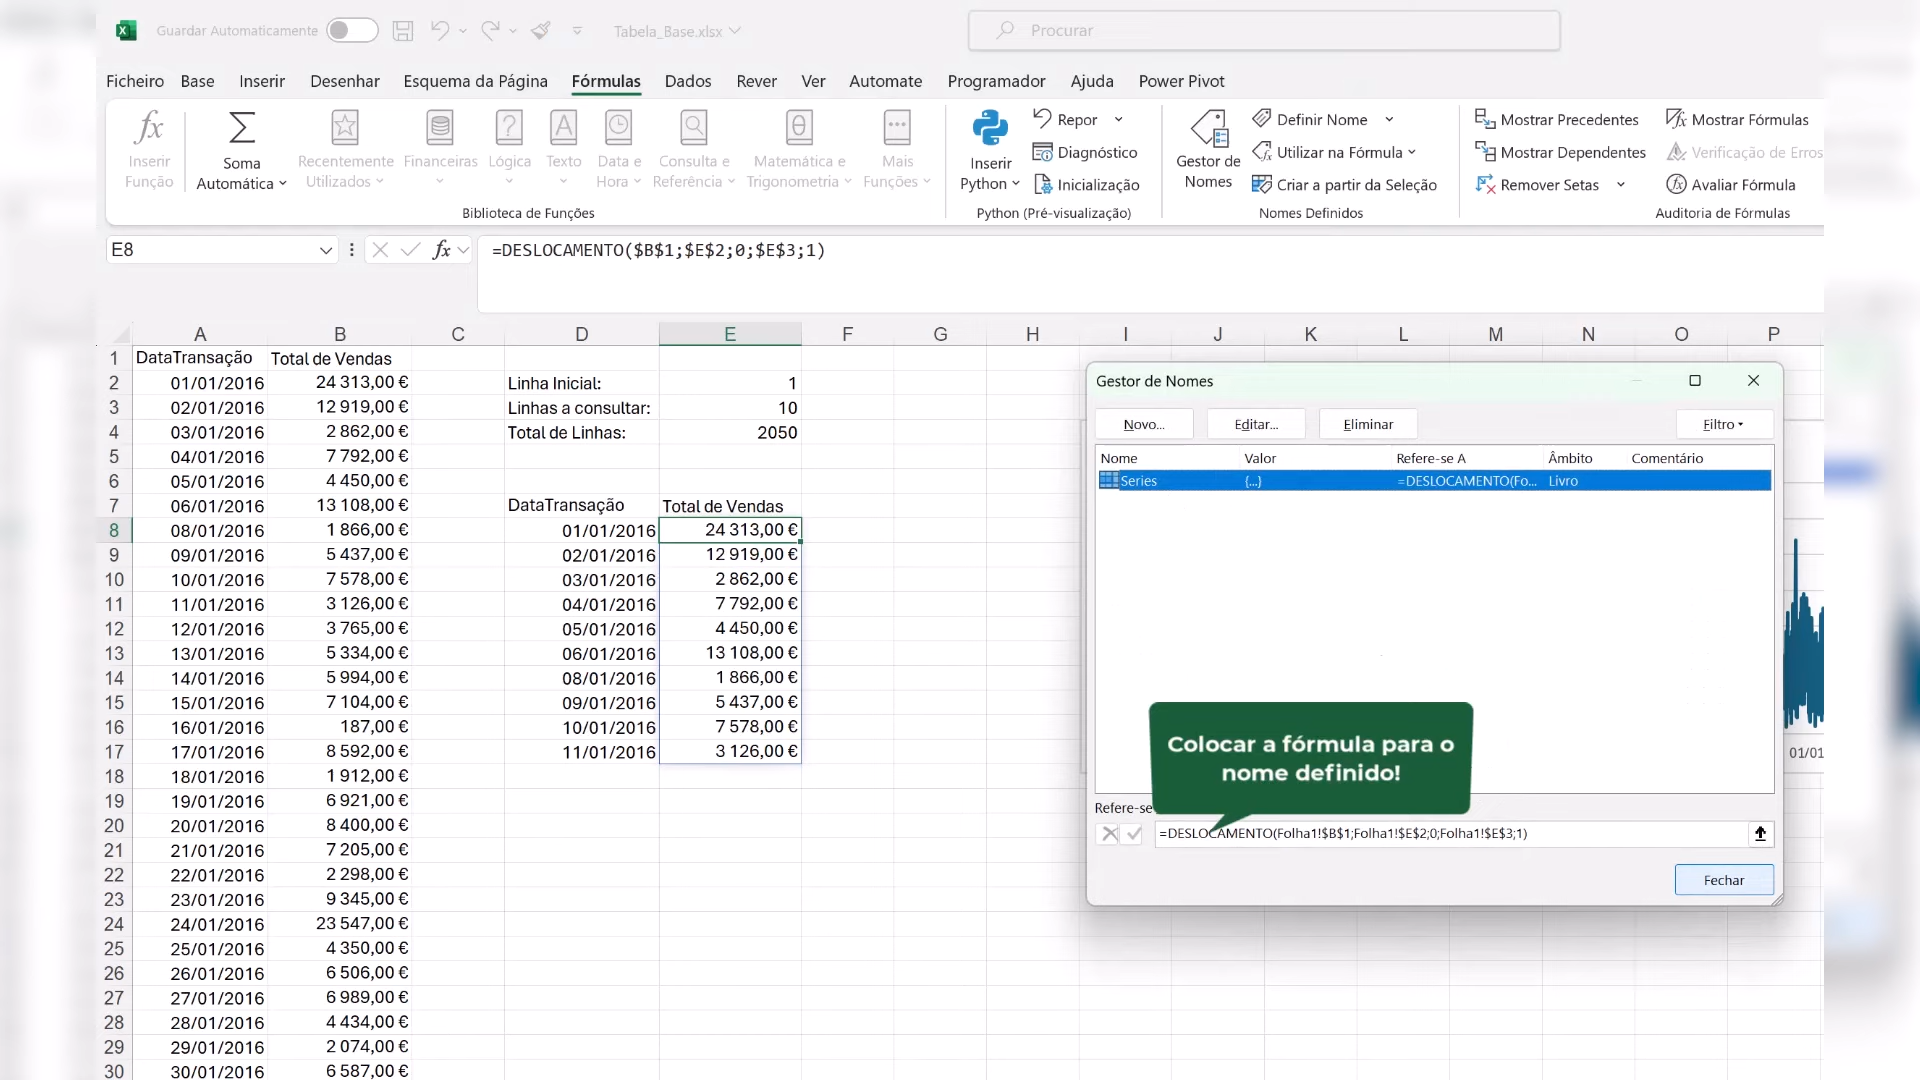 Guardar Automaticamente
Tabela_Base.xlsx
Procurar
Ficheiro Base Inserir Desenhar Esquema da Página Fórmulas Dados Rever Ver Automate Programador Ajuda Power Pivot
Inserir Função
Soma Automática
Recentemente Utilizados
Financeiras
Lógica
Texto
Data e Hora
Consulta e Referência
Matemática e Trigonometria
Mais Funções
Biblioteca de Funções
Inserir Python
Repor
Diagnóstico
Inicialização
Python (Pré-visualização)
Gestor de Nomes
Definir Nome
Utilizar na Fórmula
Criar a partir da Seleção
Nomes Definidos
Mostrar Precedentes
Mostrar Dependentes
Remover Setas
Mostrar Fórmulas
Verificação de Erros
Avaliar Fórmula
Auditoria de Fórmulas
E8
fx
=DESLOCAMENTO($B$1;$E$2;0;$E$3;1)
A B C D E F G H I J K L M N O P
1 DataTransação Total de Vendas
2 01/01/2016 24 313,00 € Linha Inicial: 1
3 02/01/2016 12 919,00 € Linhas a consultar: 10
4 03/01/2016 2 862,00 € Total de Linhas: 2050
5 04/01/2016 7 792,00 €
6 05/01/2016 4 450,00 €
7 06/01/2016 13 108,00 € DataTransação Total de Vendas
8 08/01/2016 1 866,00 € 01/01/2016 24 313,00 €
9 09/01/2016 5 437,00 € 02/01/2016 12 919,00 €
10 10/01/2016 7 578,00 € 03/01/2016 2 862,00 €
11 11/01/2016 3 126,00 € 04/01/2016 7 792,00 €
12 12/01/2016 3 765,00 € 05/01/2016 4 450,00 €
13 13/01/2016 5 334,00 € 06/01/2016 13 108,00 €
14 14/01/2016 5 994,00 € 08/01/2016 1 866,00 €
15 15/01/2016 7 104,00 € 09/01/2016 5 437,00 €
16 16/01/2016 187,00 € 10/01/2016 7 578,00 €
17 17/01/2016 8 592,00 € 11/01/2016 3 126,00 €
18 18/01/2016 1 912,00 €
19 19/01/2016 6 921,00 €
20 20/01/2016 8 400,00 €
21 21/01/2016 7 205,00 €
22 22/01/2016 2 298,00 €
23 23/01/2016 9 345,00 €
24 24/01/2016 23 547,00 €
25 25/01/2016 4 350,00 €
26 26/01/2016 6 506,00 €
27 27/01/2016 6 989,00 €
28 28/01/2016 4 434,00 €
29 29/01/2016 2 074,00 €
30 30/01/2016 6 587,00 €
Gestor de Nomes
Novo... Editar... Eliminar Filtro
Nome Valor Refere-se A Âmbito Comentário
Series {...} =DESLOCAMENTO(Fo... Livro
Colocar a fórmula para o
nome definido!
Refere-se
=DESLOCAMENTO(Folha1!$B$1;Folha1!$E$2;0;Folha1!$E$3;1)
Fechar
01/01